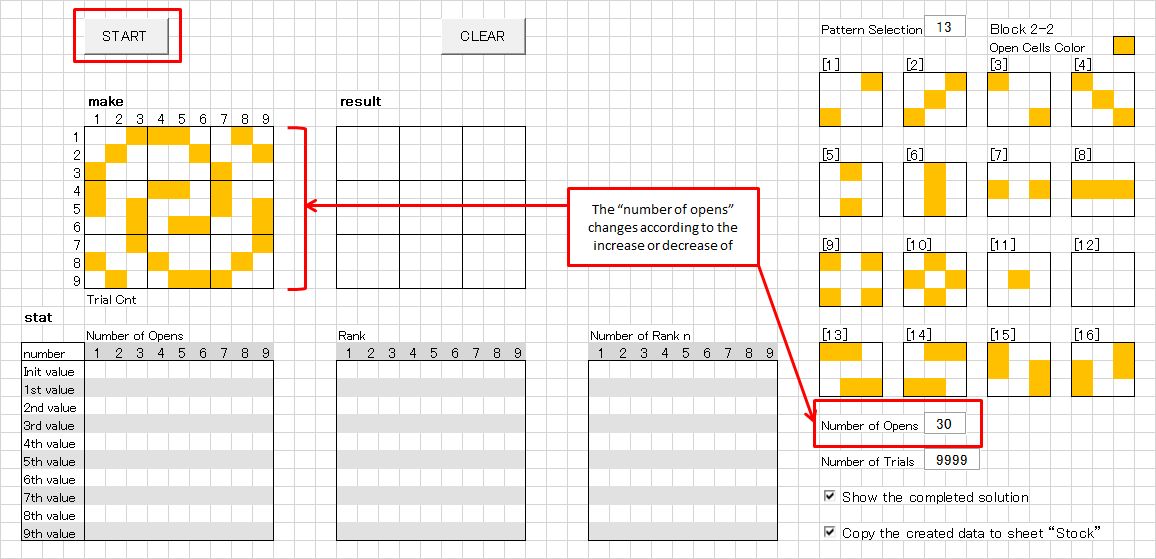 START
CLEAR
Pattern Selection 13 Block 2-2
Open Cells Color
[1] [2] [3] [4]
make
result
1 2 3 4 5 6 7 8 9
1
2
3
4
5
6
7
8
9
[5] [6] [7] [8]
The “number of opens”
changes according to the
increase or decrease of
[9] [10] [11] [12]
Trial Cnt
stat
[13] [14] [15] [16]
Number of Opens Rank Number of Rank n
number 1 2 3 4 5 6 7 8 9 1 2 3 4 5 6 7 8 9 1 2 3 4 5 6 7 8 9
Init value
1st value
2nd value
3rd value
4th value
5th value
6th value
7th value
8th value
9th value
Number of Opens 30
Number of Trials 9999
Show the completed solution
Copy the created data to sheet “Stock”